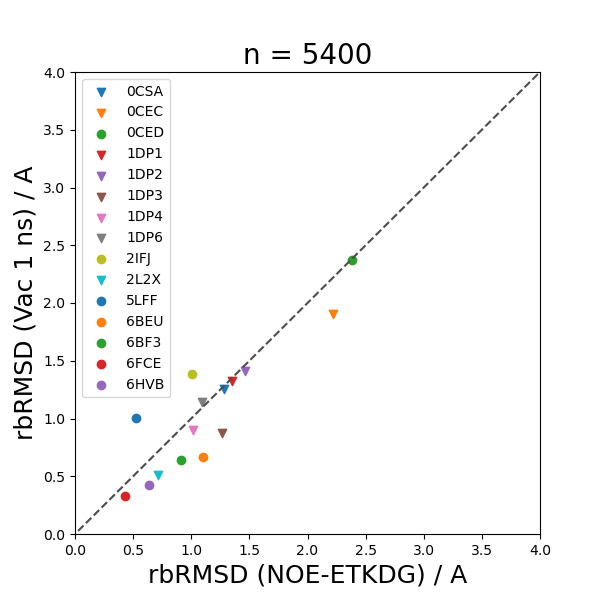 n = 5400
rbRMSD (Vac 1 ns) / A
4.0
3.5
3.0
2.5
2.0
1.5
1.0
0.5
0.0
0CSA
0CEC
0CED
1DP1
1DP2
1DP3
1DP4
1DP6
2IFJ
2L2X
5LFF
6BEU
6BF3
6FCE
6HVB
0.0 0.5 1.0 1.5 2.0 2.5 3.0 3.5 4.0
rbRMSD (NOE-ETKDG) / A